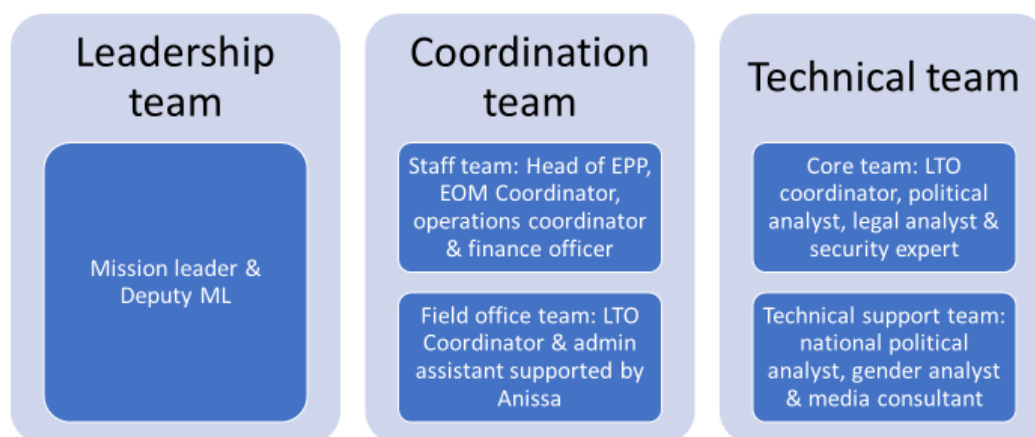 Leadership
team
Mission leader &
Deputy ML
Coordination
team
Staff team: Head of EPP,
EOM Coordinator,
operations coordinator
& finance officer
Field office team: LTO
Coordinator & admin
assistant supported by
Anissa
Technical team
Core team: LTO
coordinator, political
analyst, legal analyst &
security expert
Technical support team:
national political
analyst, gender analyst
& media consultant